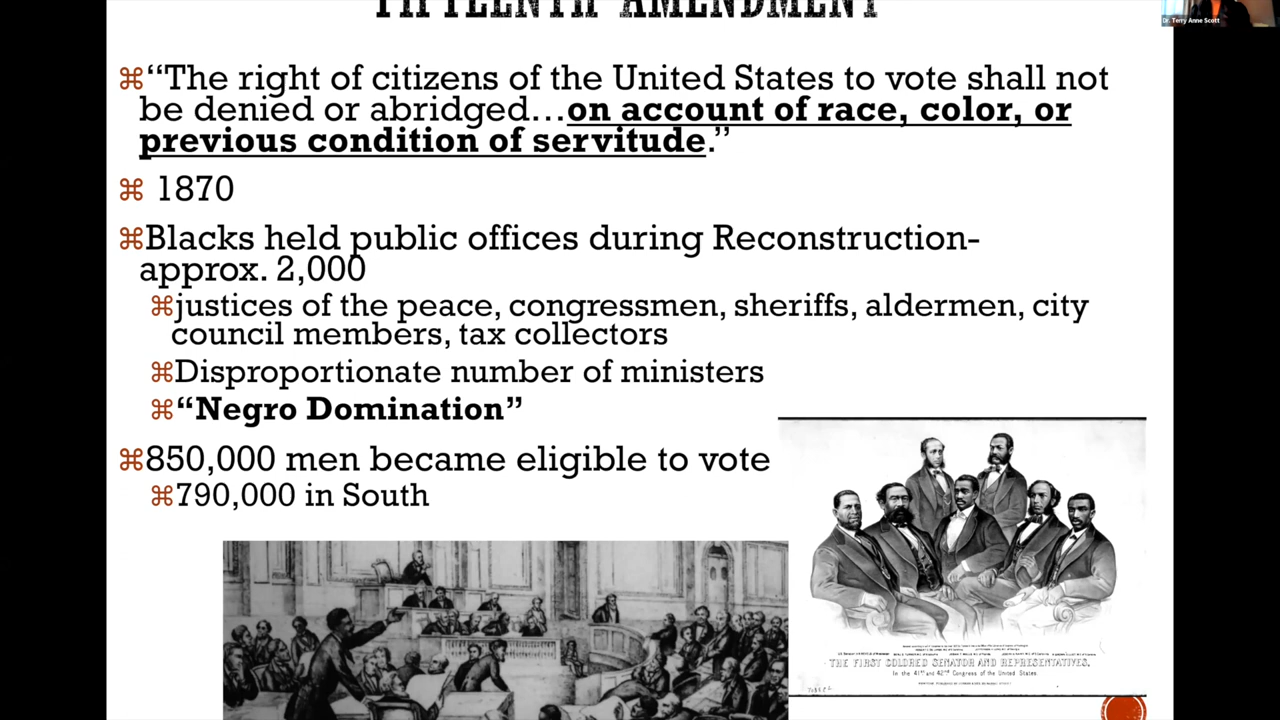 FIFTEENTH AMENDMENT
Dr. Terry Anne Scott
“The right of citizens of the United States to vote shall not
be denied or abridged…on account of race, color, or
previous condition of servitude.”
1870
Blacks held public offices during Reconstruction-
approx. 2,000
justices of the peace, congressmen, sheriffs, aldermen, city
council members, tax collectors
Disproportionate number of ministers
“Negro Domination”
850,000 men became eligible to vote
790,000 in South
THE FIRST COLORED SENATOR AND REPRESENTATIVES,
In the 41st and 42nd Congress of the United States.